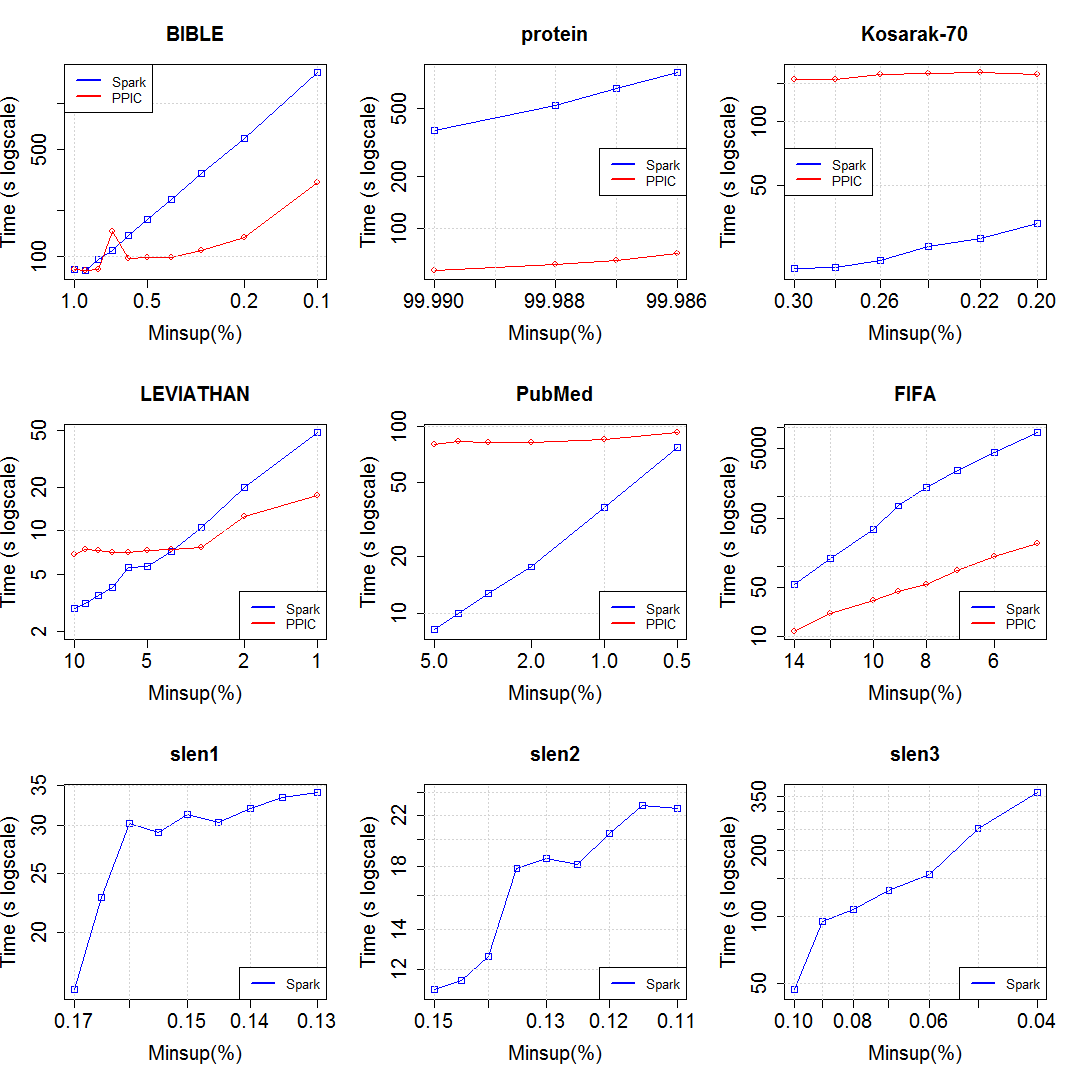 BIBLE
Time (s logscale)
500
100
Spark
PPIC
1.0 0.5 0.2 0.1
Minsup(%)
protein
Time (s logscale)
500
200
100
Spark
PPIC
99.990 99.988 99.986
Minsup(%)
Kosarak-70
Time (s logscale)
100
50
Spark
PPIC
0.30 0.26 0.22 0.20
Minsup(%)
LEVIATHAN
Time (s logscale)
50
20
10
5
2
Spark
PPIC
10 5 2 1
Minsup(%)
PubMed
Time (s logscale)
100
50
20
10
Spark
PPIC
5.0 2.0 1.0 0.5
Minsup(%)
FIFA
Time (s logscale)
5000
500
50
10
Spark
PPIC
14 10 8 6
Minsup(%)
slen1
Time (s logscale)
35
30
25
20
Spark
0.17 0.15 0.14 0.13
Minsup(%)
slen2
Time (s logscale)
22
18
14
12
Spark
0.15 0.13 0.12 0.11
Minsup(%)
slen3
Time (s logscale)
350
200
100
50
Spark
0.10 0.08 0.06 0.04
Minsup(%)